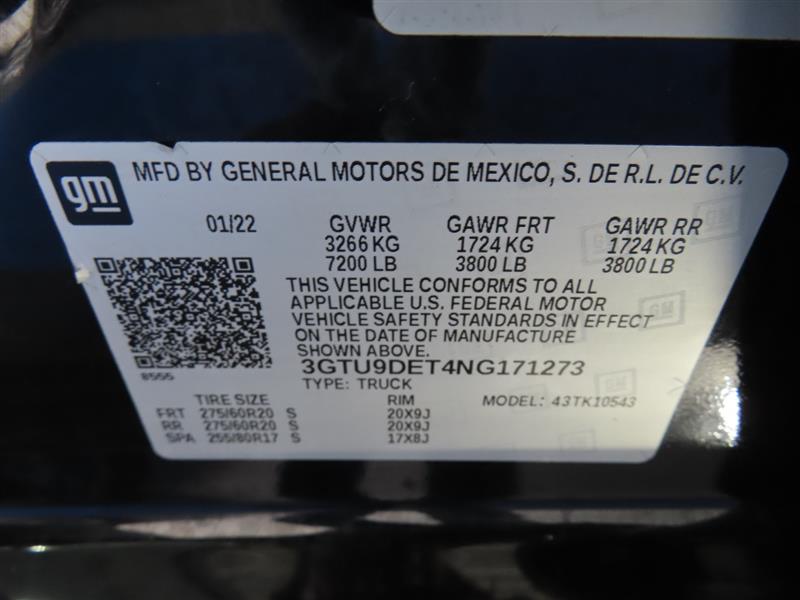 gm
MFD BY GENERAL MOTORS DE MEXICO, S. DE R.L. DE C.V.
01/22 GVWR GAWR FRT GAWR RR
3266 KG 1724 KG 1724 KG
7200 LB 3800 LB 3800 LB
THIS VEHICLE CONFORMS TO ALL
APPLICABLE U.S. FEDERAL MOTOR
VEHICLE SAFETY STANDARDS IN EFFECT
ON THE DATE OF MANUFACTURE
SHOWN ABOVE.
3GTU9DET4NG171273
8555
TYPE: TRUCK
TIRE SIZE RIM MODEL: 43TK10543
FRT 275/60R20 S 20X9J
RR 275/60R20 S 20X9J
SPA 255/80R17 S 17X8J